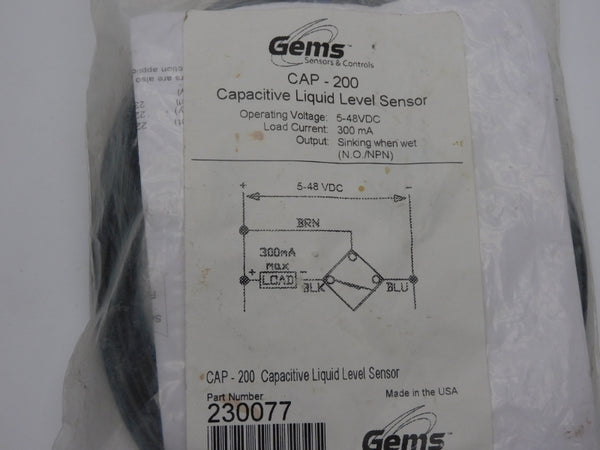 Gems
Sensors & Controls
CAP - 200
Capacitive Liquid Level Sensor
Operating Voltage: 5-48VDC
Load Current: 300 mA
Output: Sinking when wet
(N.O./NPN)
+ 5-48 VDC -
BRN
300mA
max
+ LOAD -
BLK
BLU
CAP - 200 Capacitive Liquid Level Sensor
Part Number
230077
Made in the USA
Gems